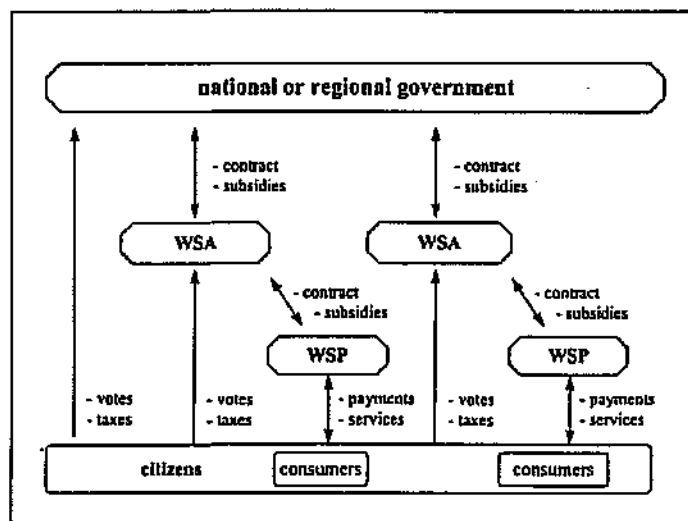 national or regional government
- contract
- subsidies
- contract
- subsidies
WSA
WSA
- contract
- subsidies
- contract
- subsidies
WSP
WSP
- votes
- taxes
- votes
- taxes
- payments
- services
- votes
- taxes
- payments
- services
citizens
consumers
consumers